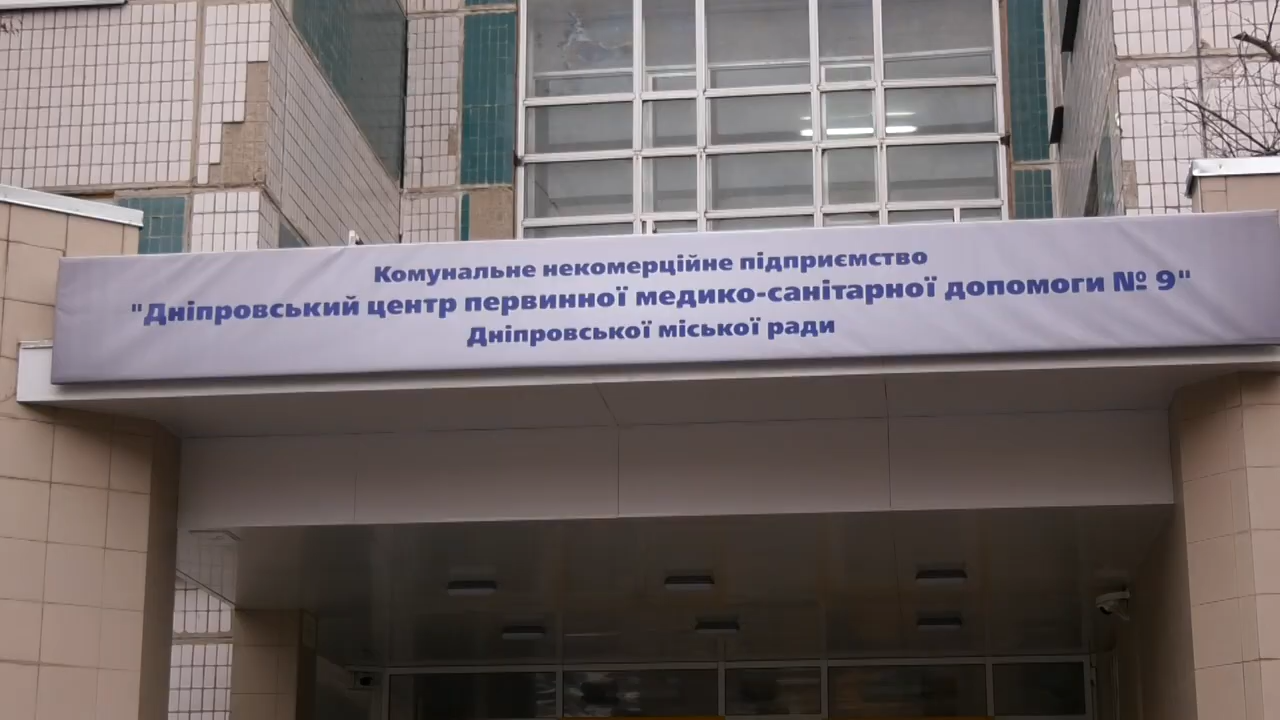 Комунальне некомерційне підприємство
"Дніпровський центр первинної медико-санітарної допомоги № 9"
Дніпровської міської ради